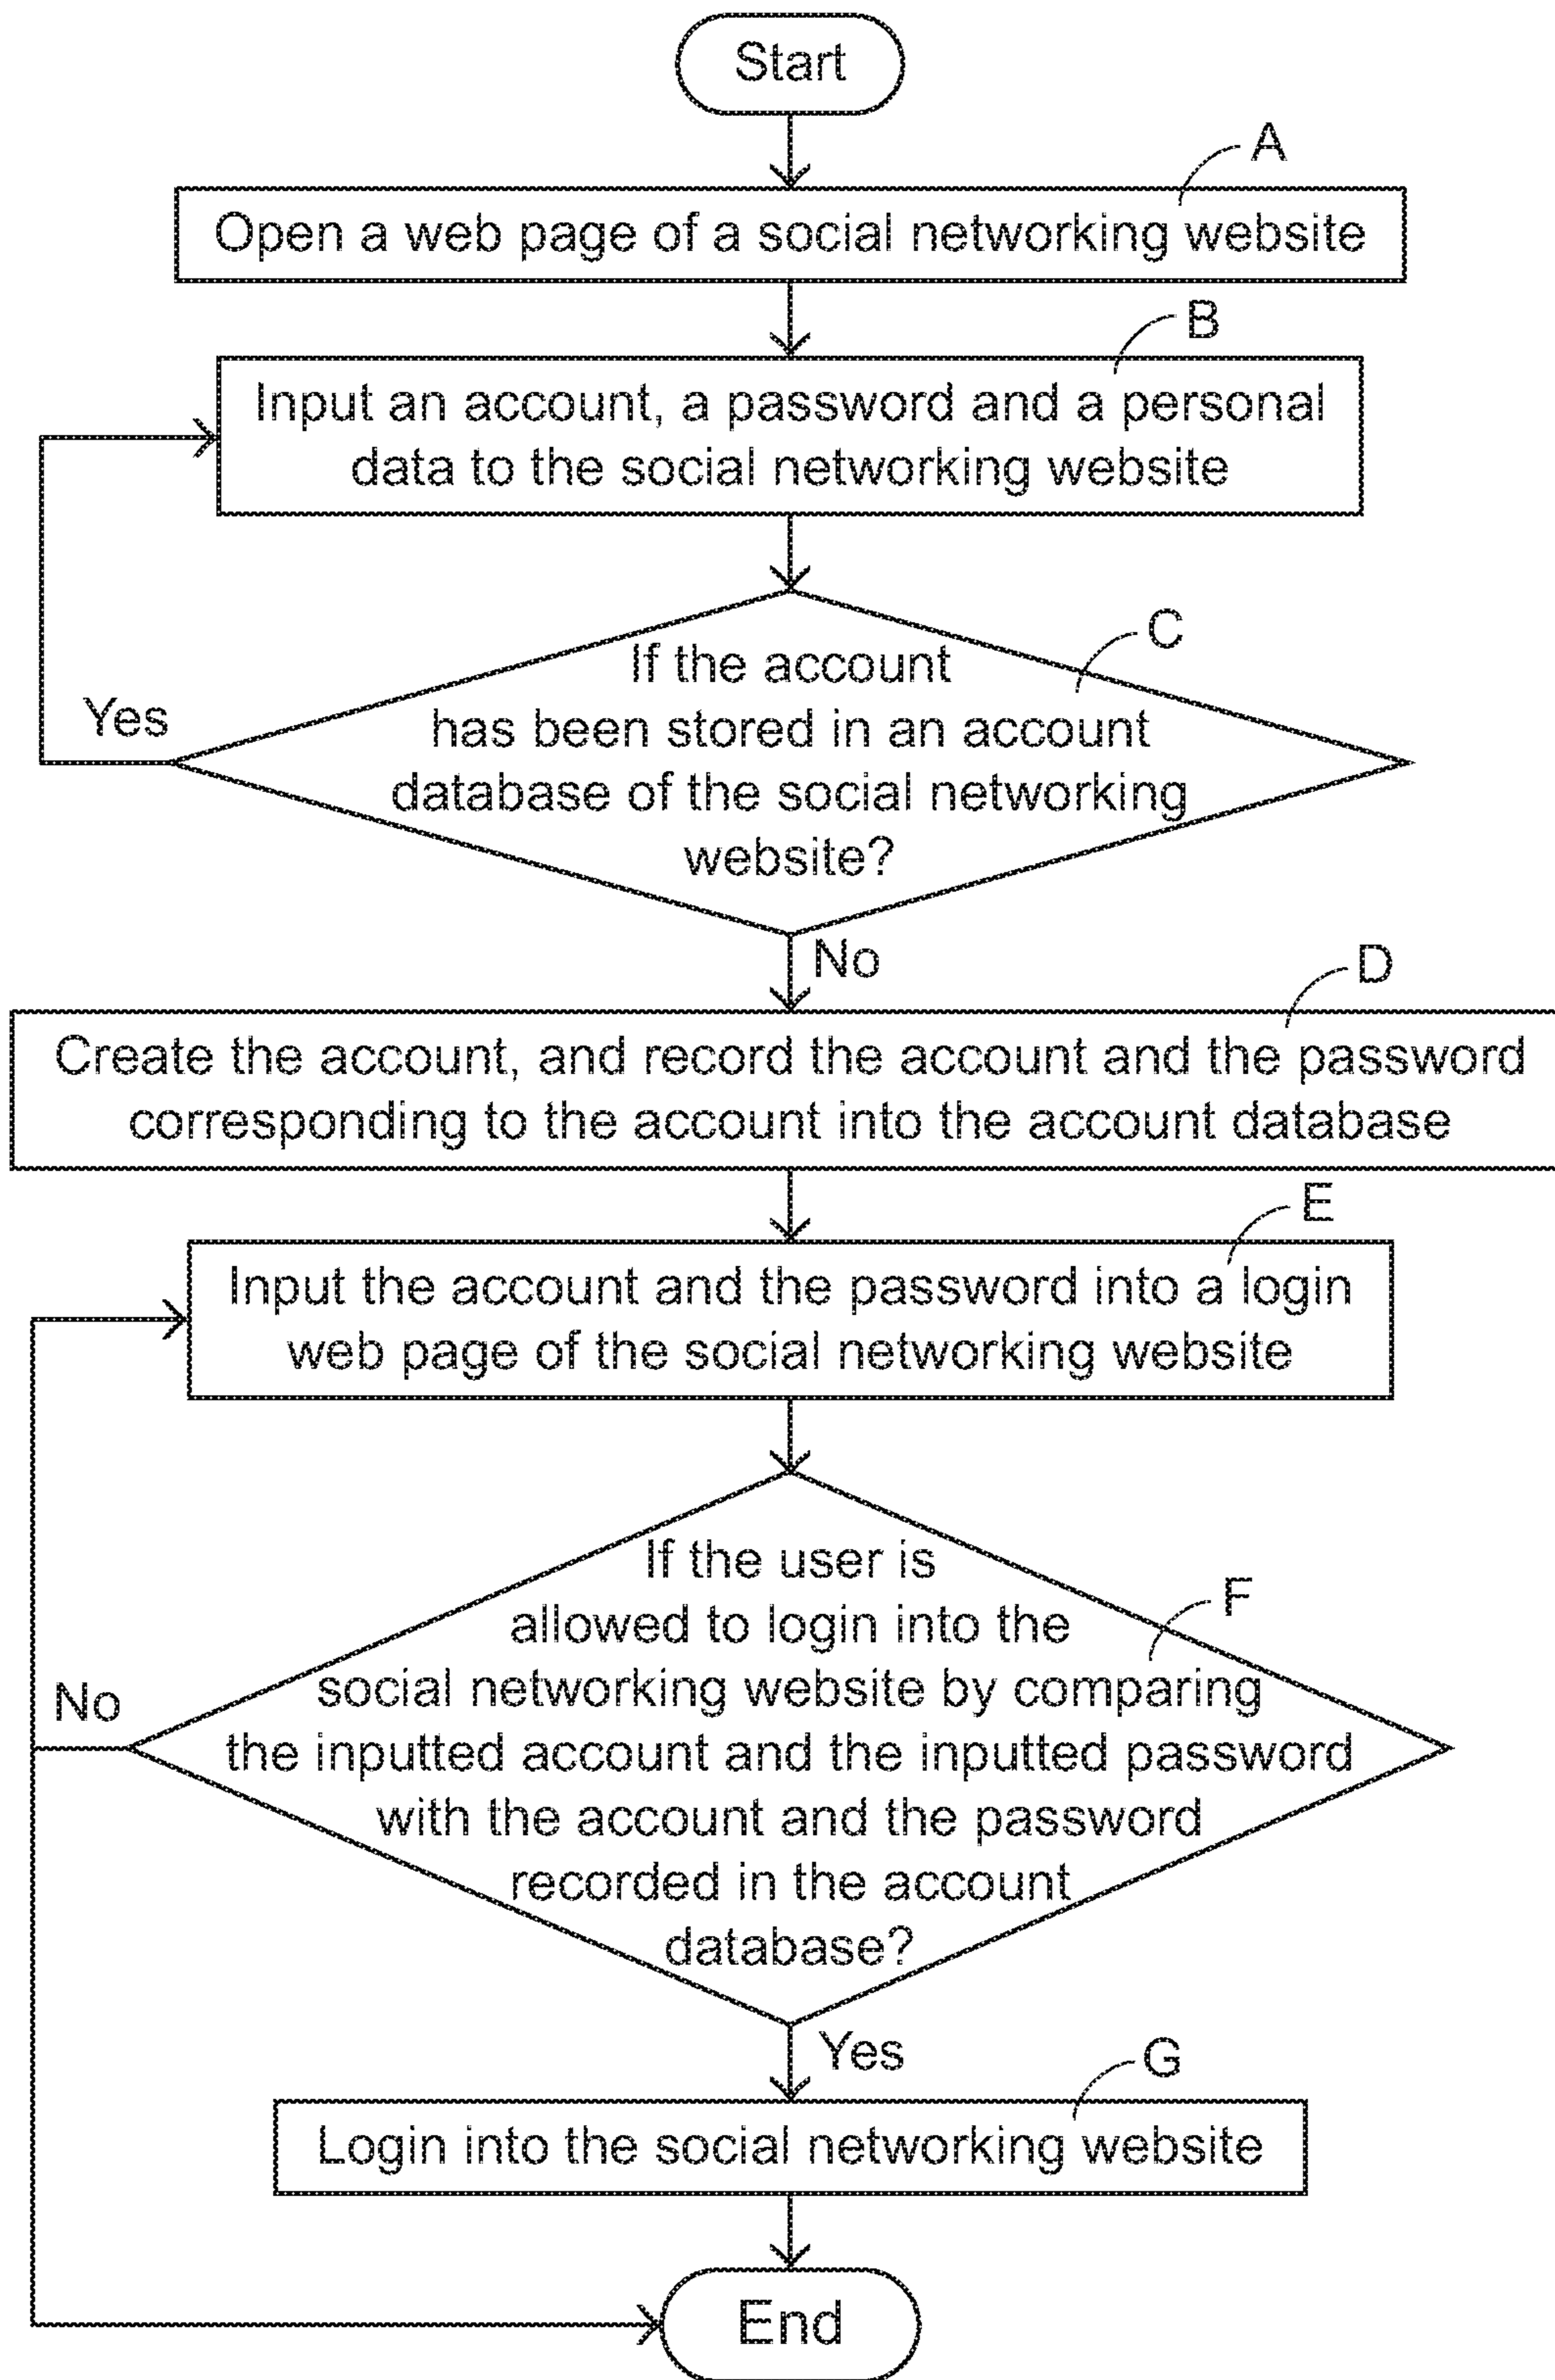 Start
A
Open a web page of a social networking website
B
Input an account, a password and a personal
data to the social networking website
C
If the account
has been stored in an account
database of the social networking
website?
Yes
No
D
Create the account, and record the account and the password
corresponding to the account into the account database
E
Input the account and the password into a login
web page of the social networking website
F
If the user is
allowed to login into the
social networking website by comparing
the inputted account and the inputted password
with the account and the password
recorded in the account
database?
No
Yes
G
Login into the social networking website
End